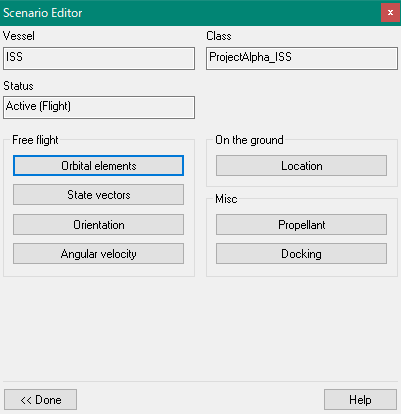 Scenario Editor
x
Vessel
Class
ISS
ProjectAlpha_ISS
Status
Active (Flight)
Free flight
On the ground
Orbital elements
Location
State vectors
Misc
Orientation
Propellant
Angular velocity
Docking
<< Done
Help